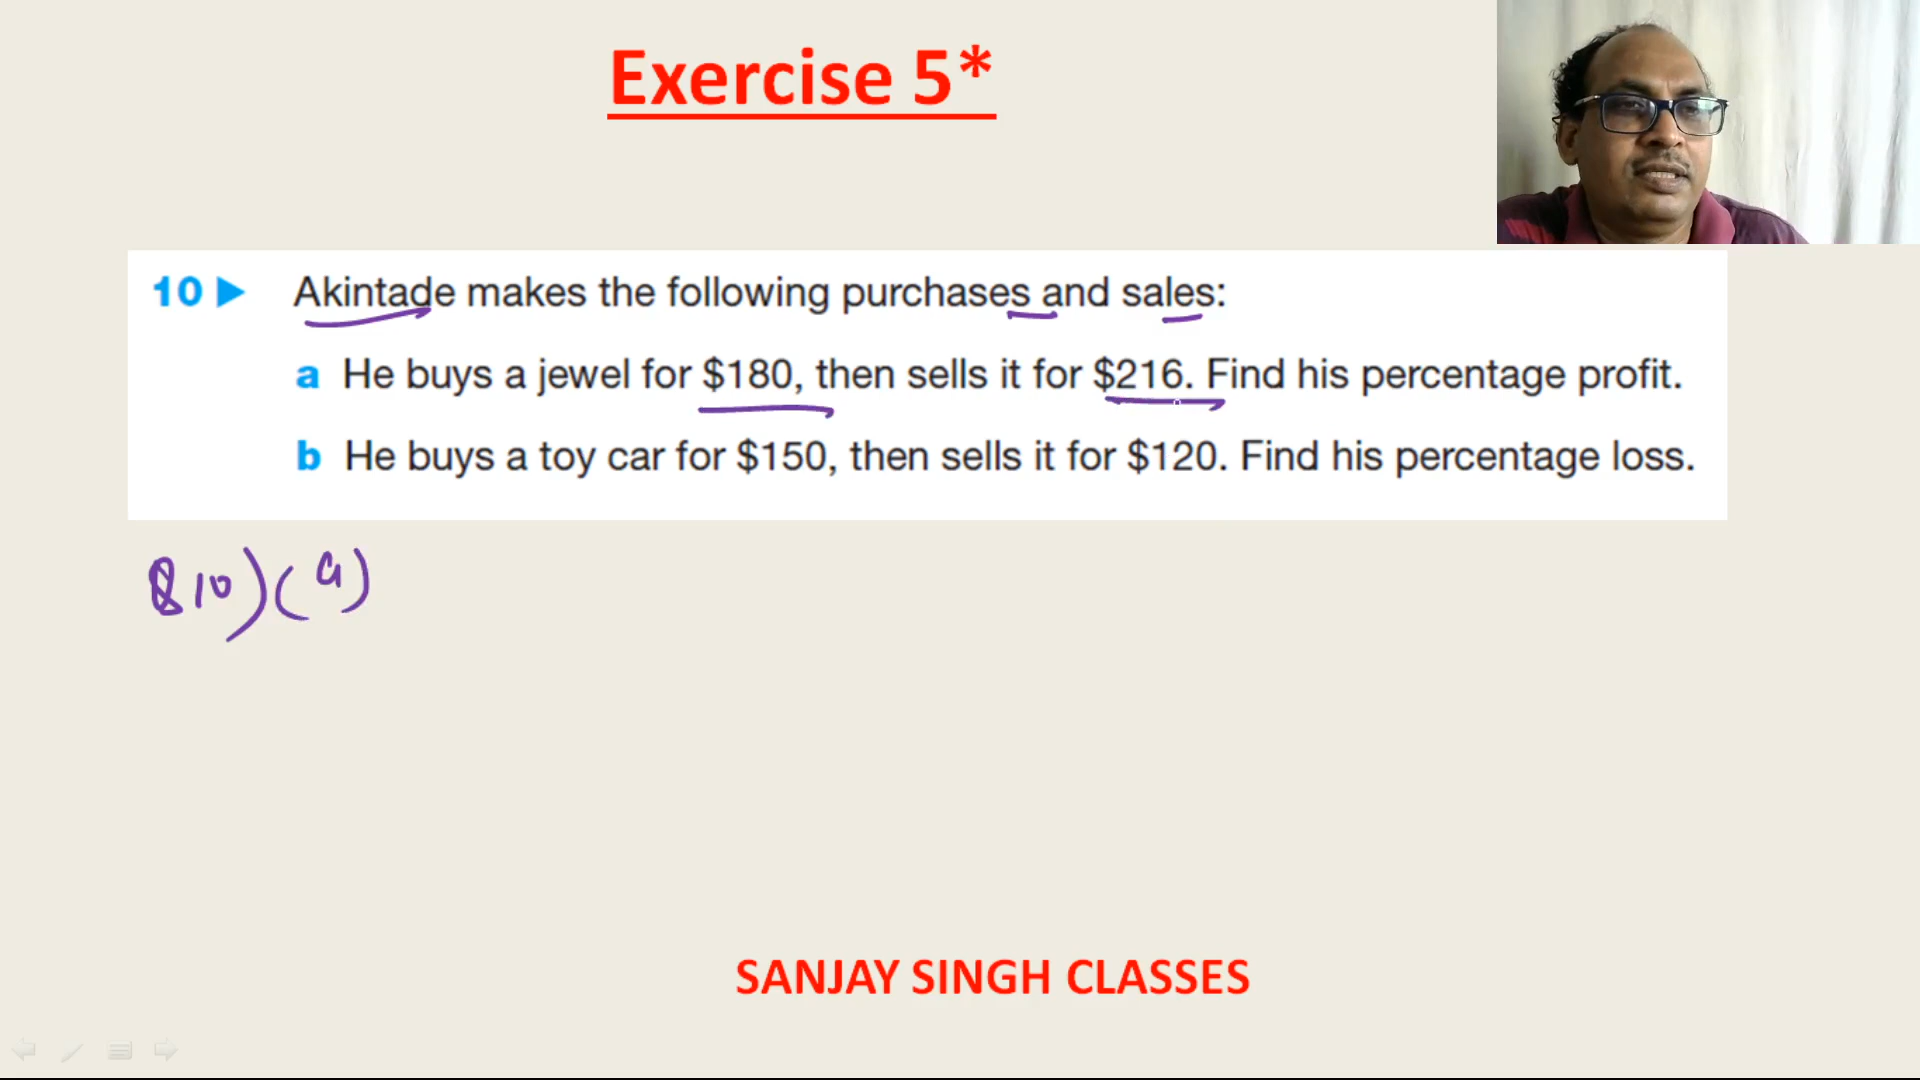 Exercise 5*
10 ▶ Akintade makes the following purchases and sales:
a He buys a jewel for $180, then sells it for $216. Find his percentage profit.
b He buys a toy car for $150, then sells it for $120. Find his percentage loss.
Q10) (a)
SANJAY SINGH CLASSES